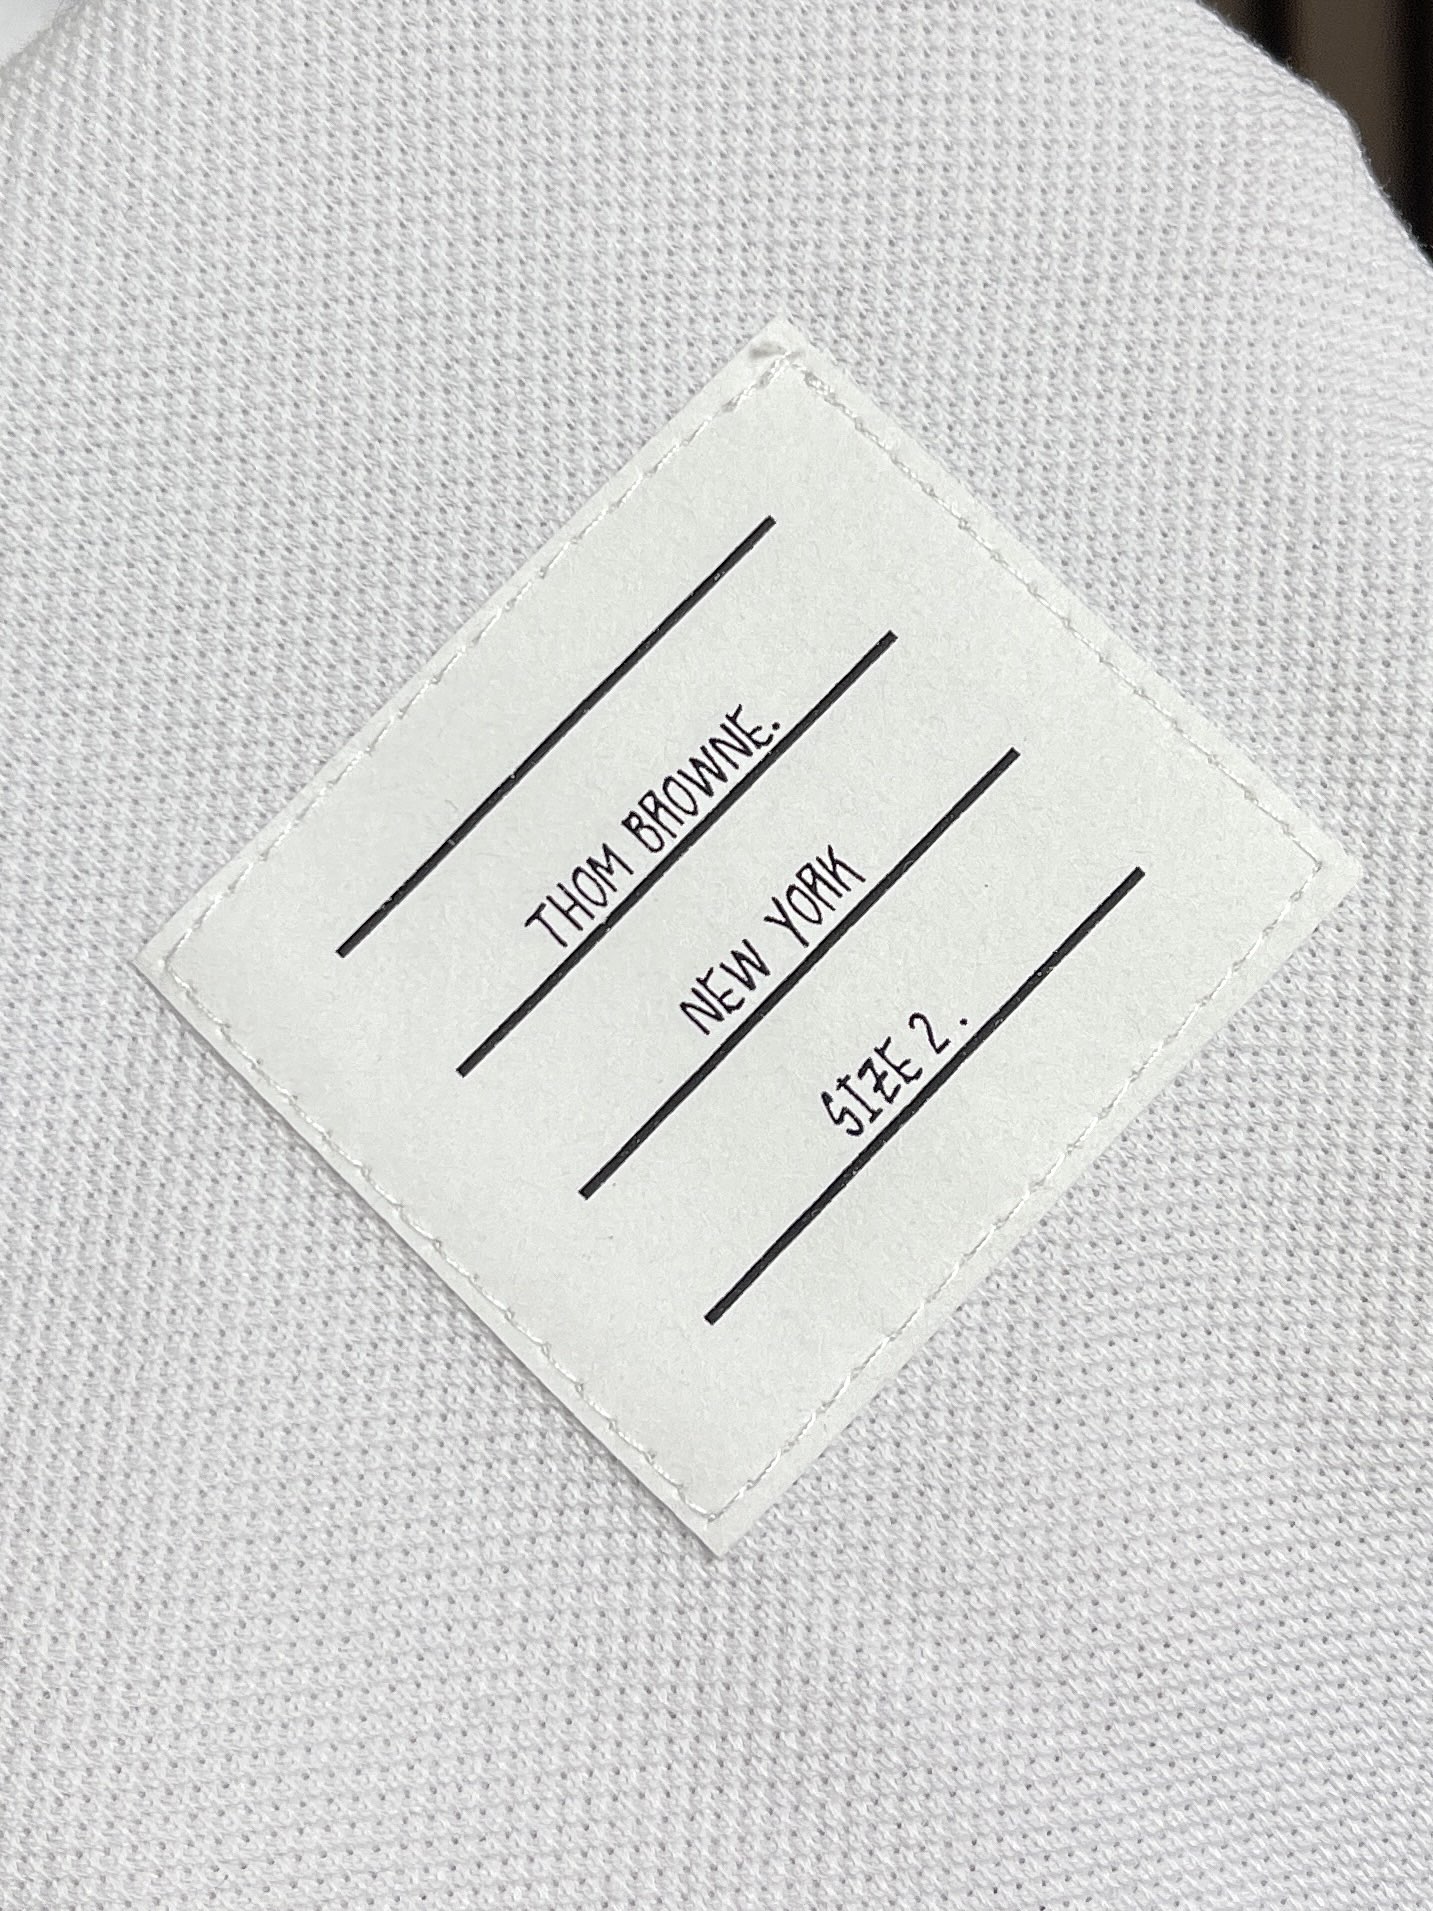 THOM BROWNE.
NEW YORK
SIZE 2.